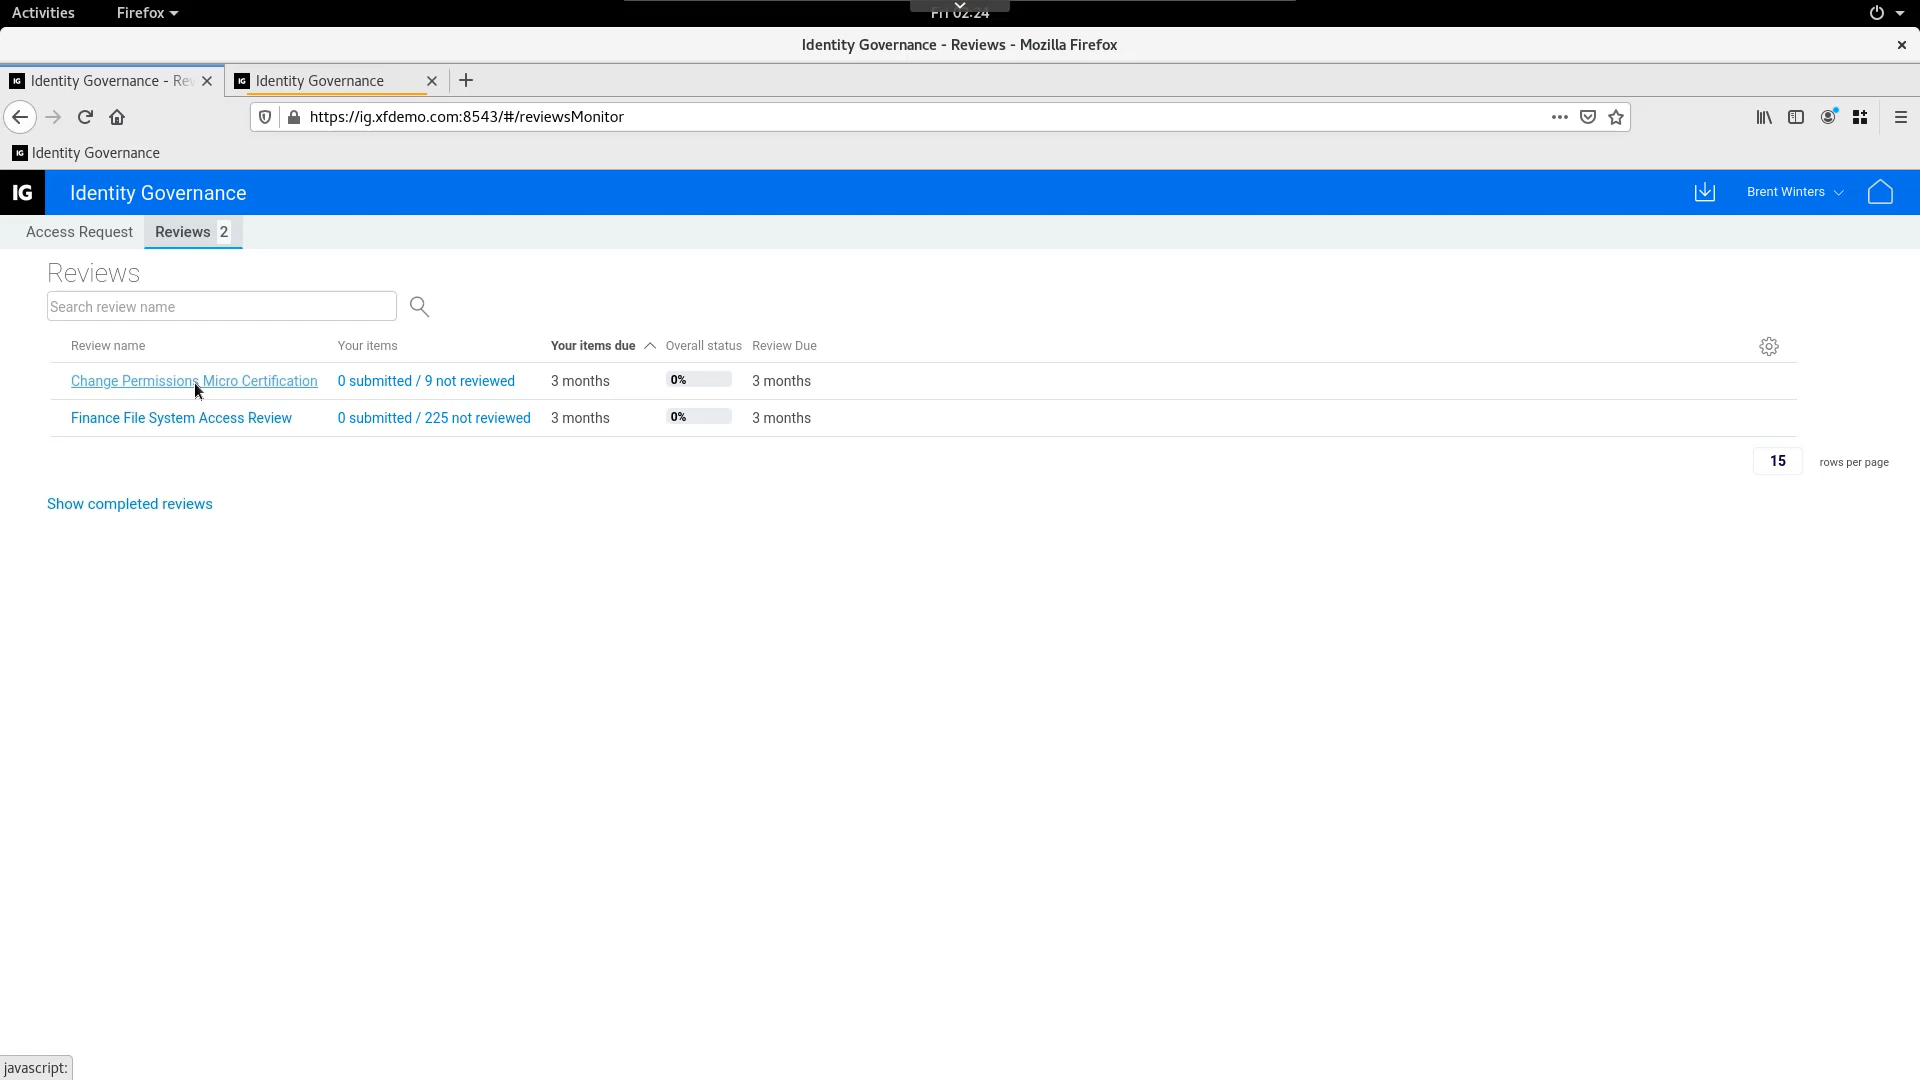 Activities Firefox Fri 02:24
Identity Governance - Reviews - Mozilla Firefox
IG Identity Governance - Rev IG Identity Governance
https://ig.xfdemo.com:8543/#/reviewsMonitor
IG Identity Governance
IG Identity Governance Brent Winters
Access Request Reviews 2
Reviews
Search review name
Review name Your items Your items due Overall status Review Due
Change Permissions Micro Certification 0 submitted / 9 not reviewed 3 months 0% 3 months
Finance File System Access Review 0 submitted / 225 not reviewed 3 months 0% 3 months
15 rows per page
Show completed reviews
javascript: